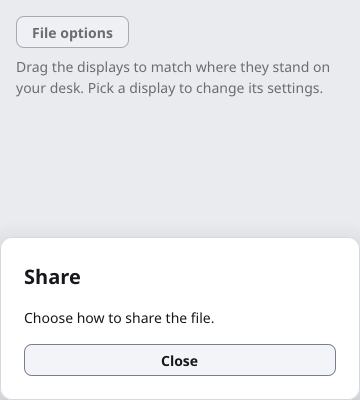 File options
Drag the displays to match where they stand on
your desk. Pick a display to change its settings.
Share
Choose how to share the file.
Close